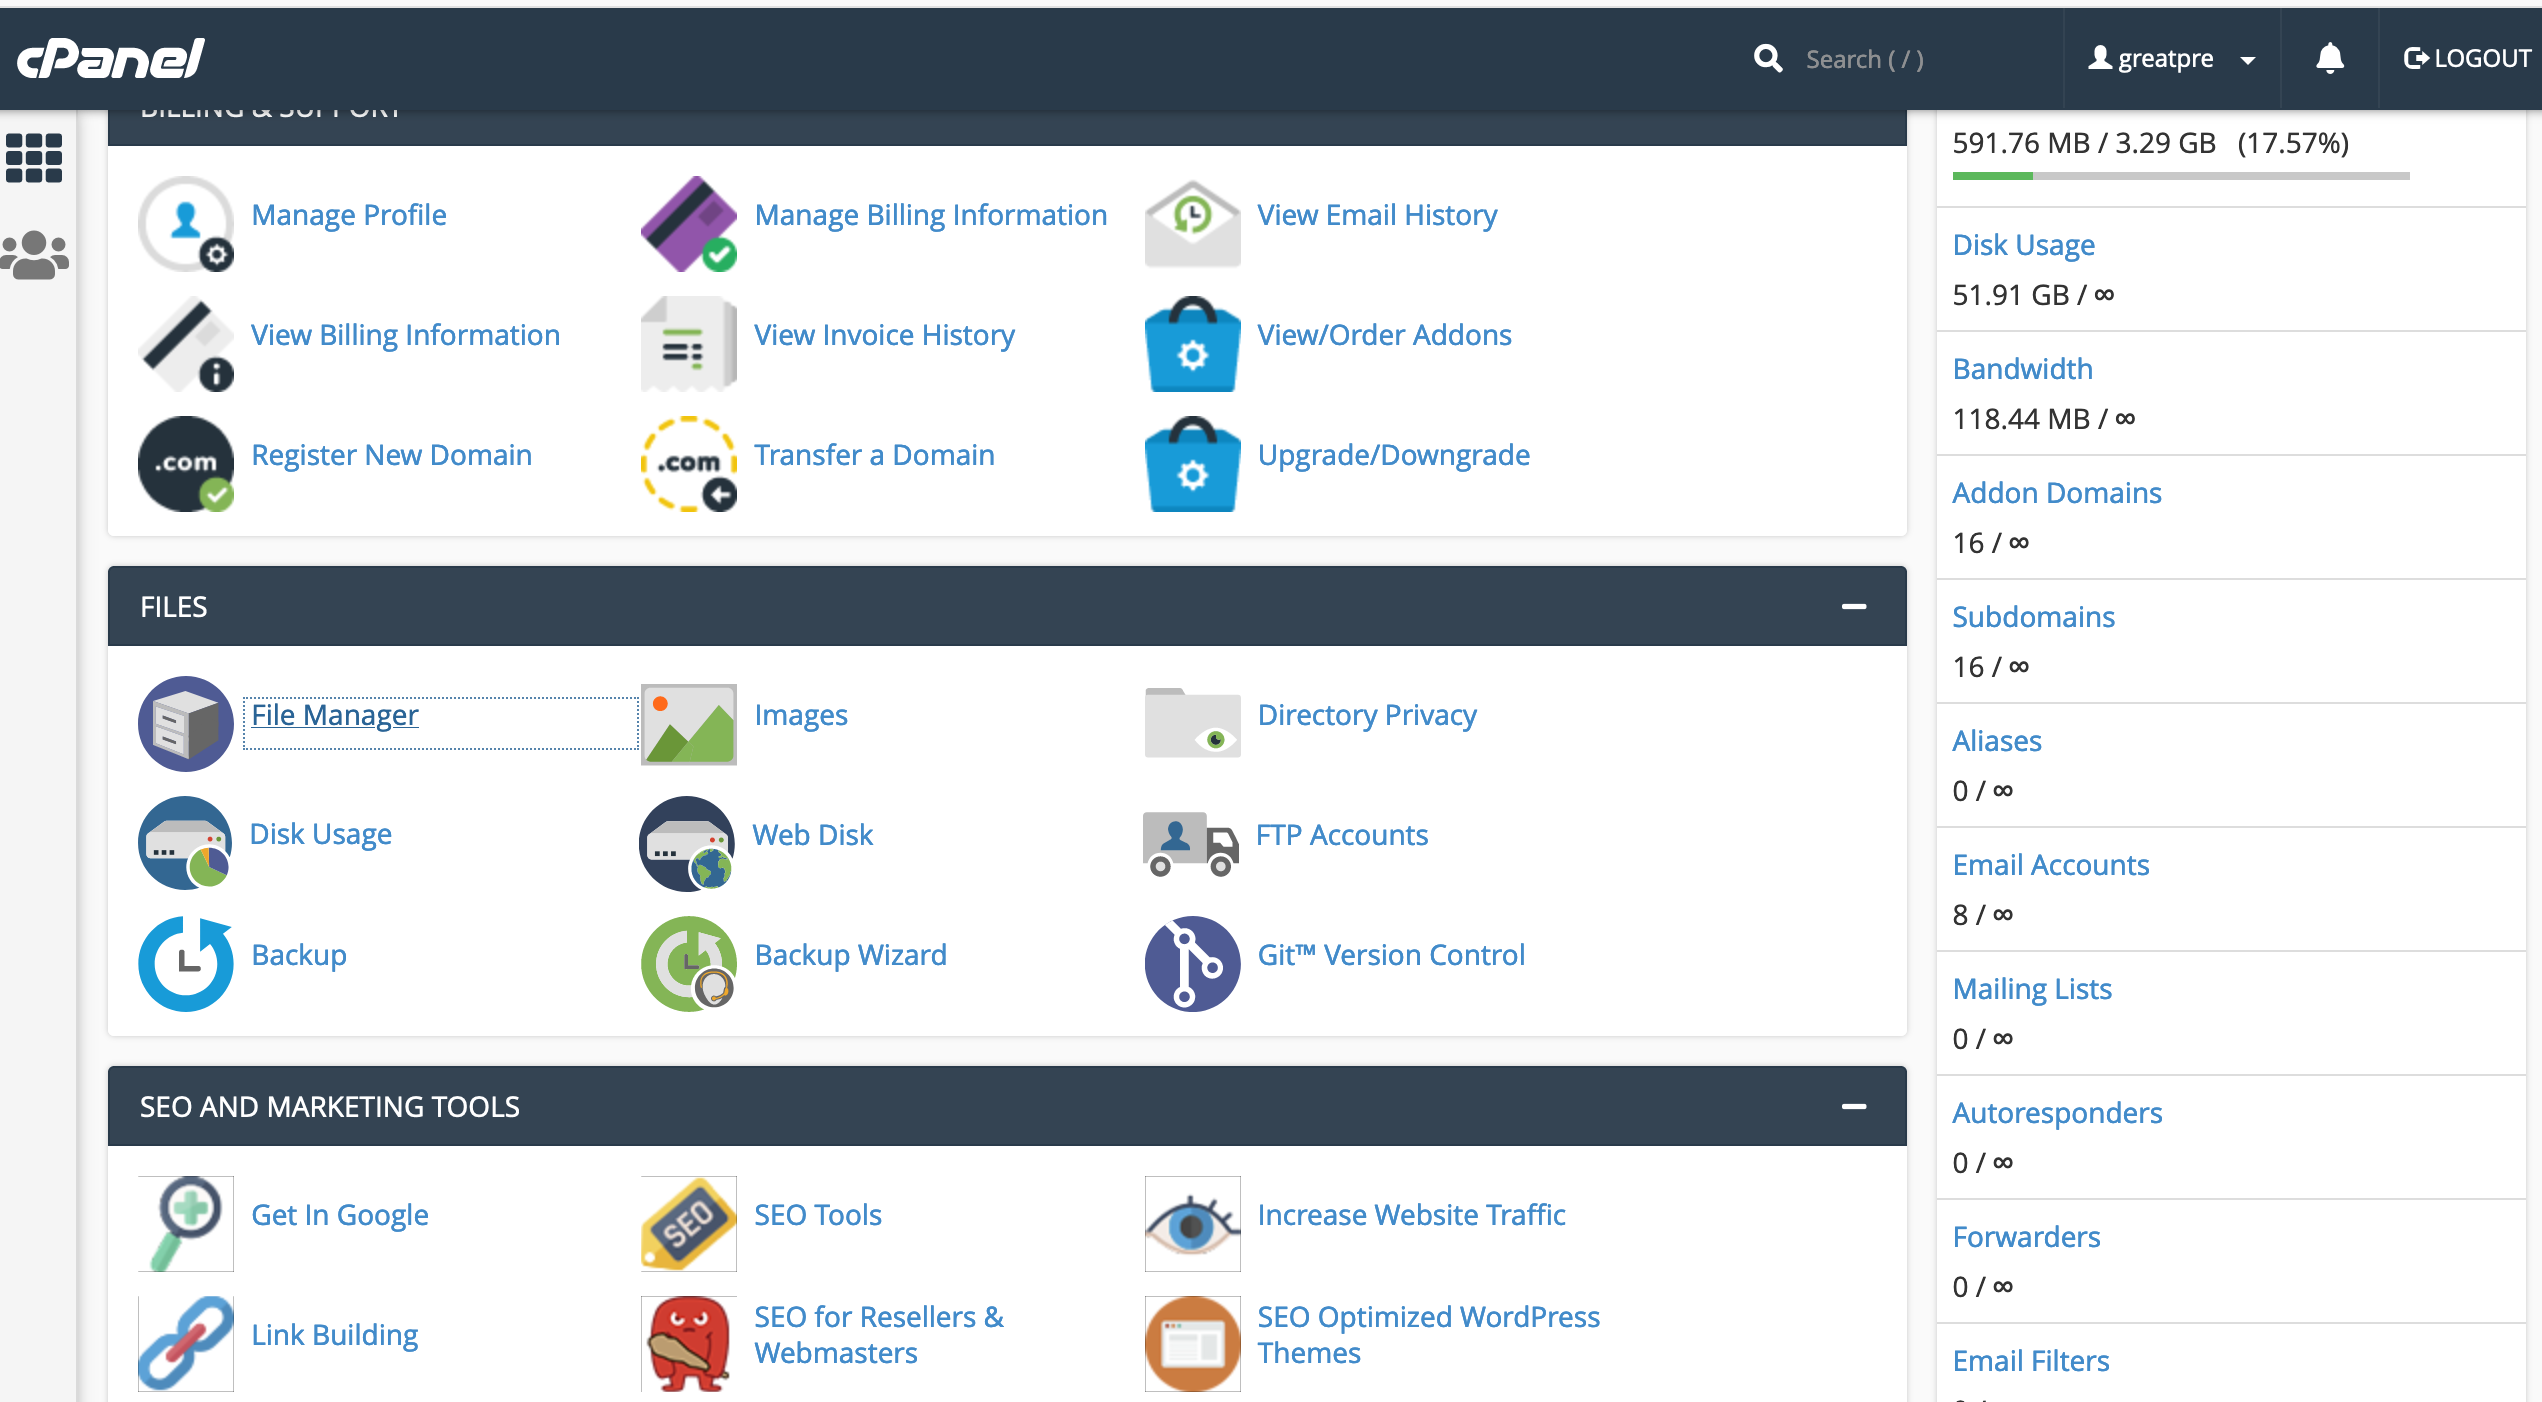 cPanel
Search ( / )
greatpre
LOGOUT
BILLING & SUPPORT
Manage Profile
Manage Billing Information
View Email History
View Billing Information
View Invoice History
View/Order Addons
.com
Register New Domain
.com
Transfer a Domain
Upgrade/Downgrade
FILES
File Manager
Images
Directory Privacy
Disk Usage
Web Disk
FTP Accounts
Backup
Backup Wizard
Git™ Version Control
SEO AND MARKETING TOOLS
Get In Google
SEO
SEO Tools
Increase Website Traffic
Link Building
SEO for Resellers &
Webmasters
SEO Optimized WordPress
Themes
591.76 MB / 3.29 GB (17.57%)
Disk Usage
51.91 GB / ∞
Bandwidth
118.44 MB / ∞
Addon Domains
16 / ∞
Subdomains
16 / ∞
Aliases
0 / ∞
Email Accounts
8 / ∞
Mailing Lists
0 / ∞
Autoresponders
0 / ∞
Forwarders
0 / ∞
Email Filters